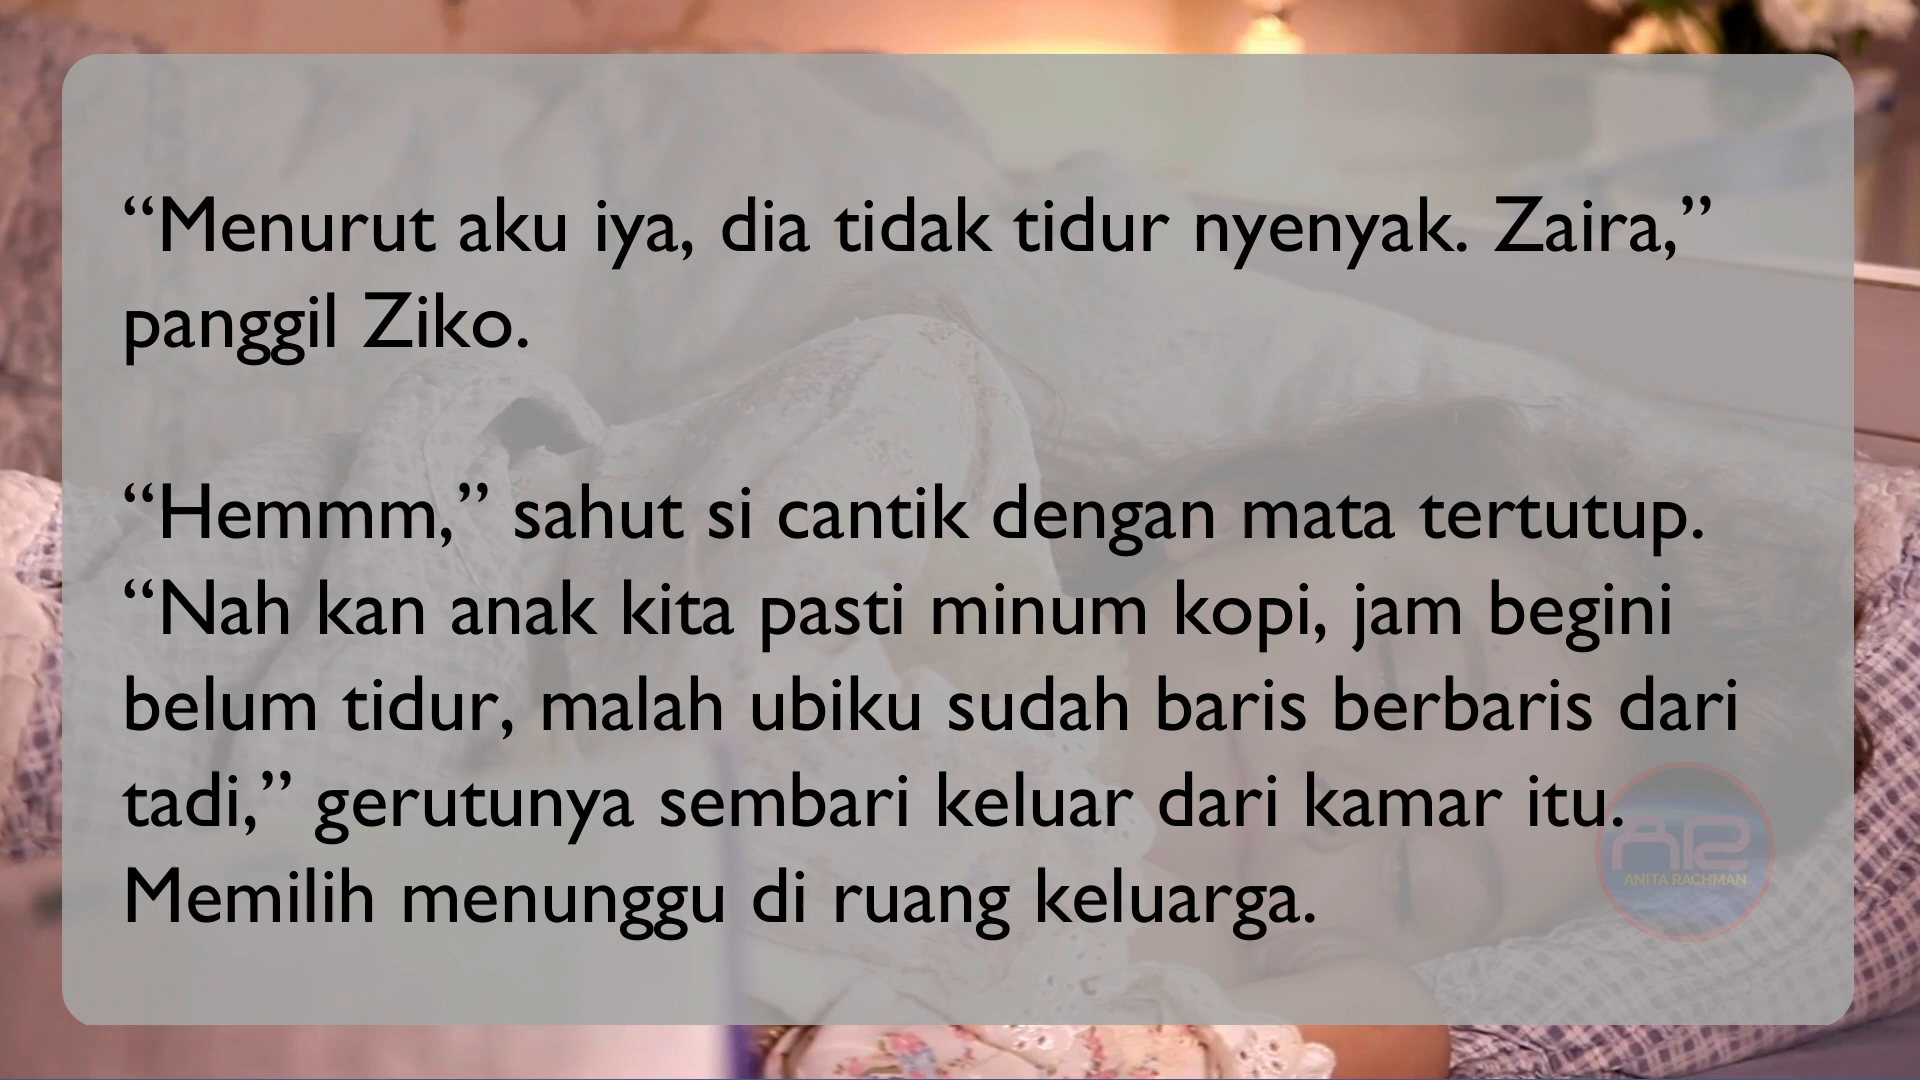 “Menurut aku iya, dia tidak tidur nyenyak. Zaira,”
panggil Ziko.
“Hemmm,” sahut si cantik dengan mata tertutup.
“Nah kan anak kita pasti minum kopi, jam begini
belum tidur, malah ubiku sudah baris berbaris dari
tadi,” gerutunya sembari keluar dari kamar itu.
Memilih menunggu di ruang keluarga.
AR
ANITA RACHMAN